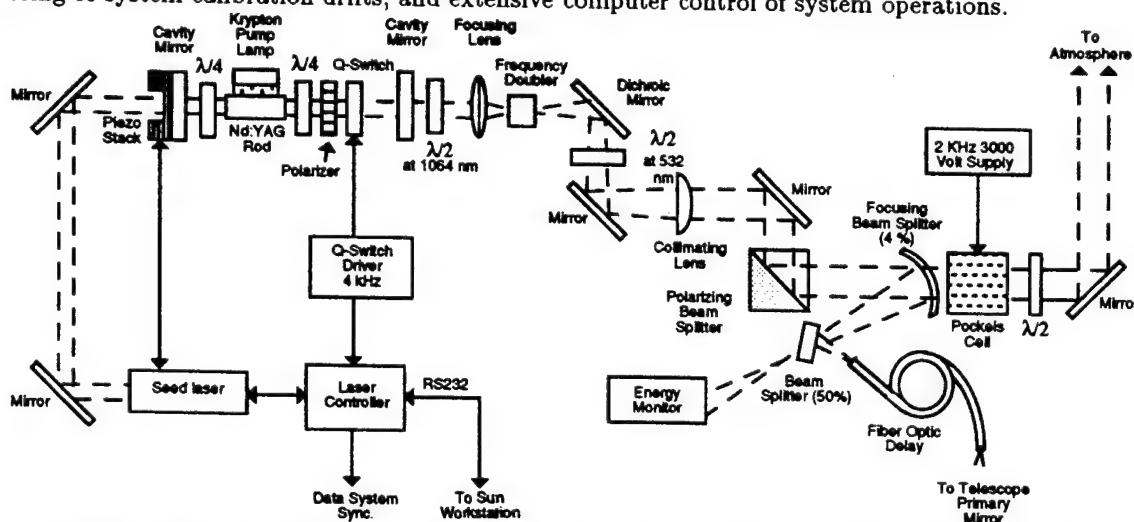 system calibration drifts, and extensive computer control of system operations.
Cavity
Mirror
λ/4
Krypton
Pump
Lamp
λ/4
Q-Switch
Cavity
Mirror
Focusing
Lens
Frequency
Doubler
Dichroic
Mirror
To
Atmosphere
Mirror
Piezo
Stack
Nd:YAG
Rod
Polarizer
λ/2
at 1064 nm
λ/2
at 532
nm
Mirror
Mirror
2 KHz 3000
Volt Supply
Focusing
Beam Splitter
(4 %)
Collimating
Lens
Q-Switch
Driver
4 kHz
Polarizing
Beam
Splitter
Pockels
Cell
λ/2
Mirro
Mirror
Seed laser
Laser
Controller
RS232
Energy
Monitor
Beam
Splitter (50%)
Fiber Optic
Delay
Data System
Sync.
To Sun
Workstation
To Telescope
Primary
Mirror